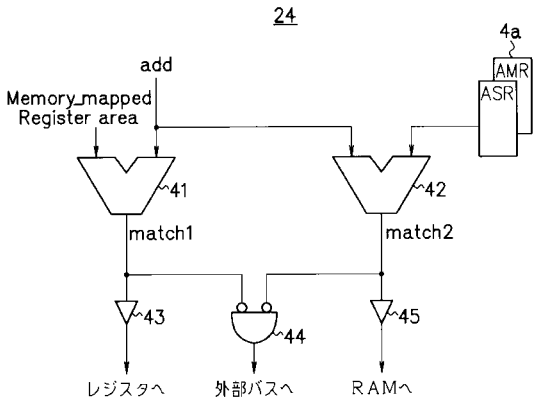 24
4a
add
AMR
ASR
Memory_mapped
Register area
41
42
match1
match2
43
44
45
レジスタへ
外部バスへ
RAMへ